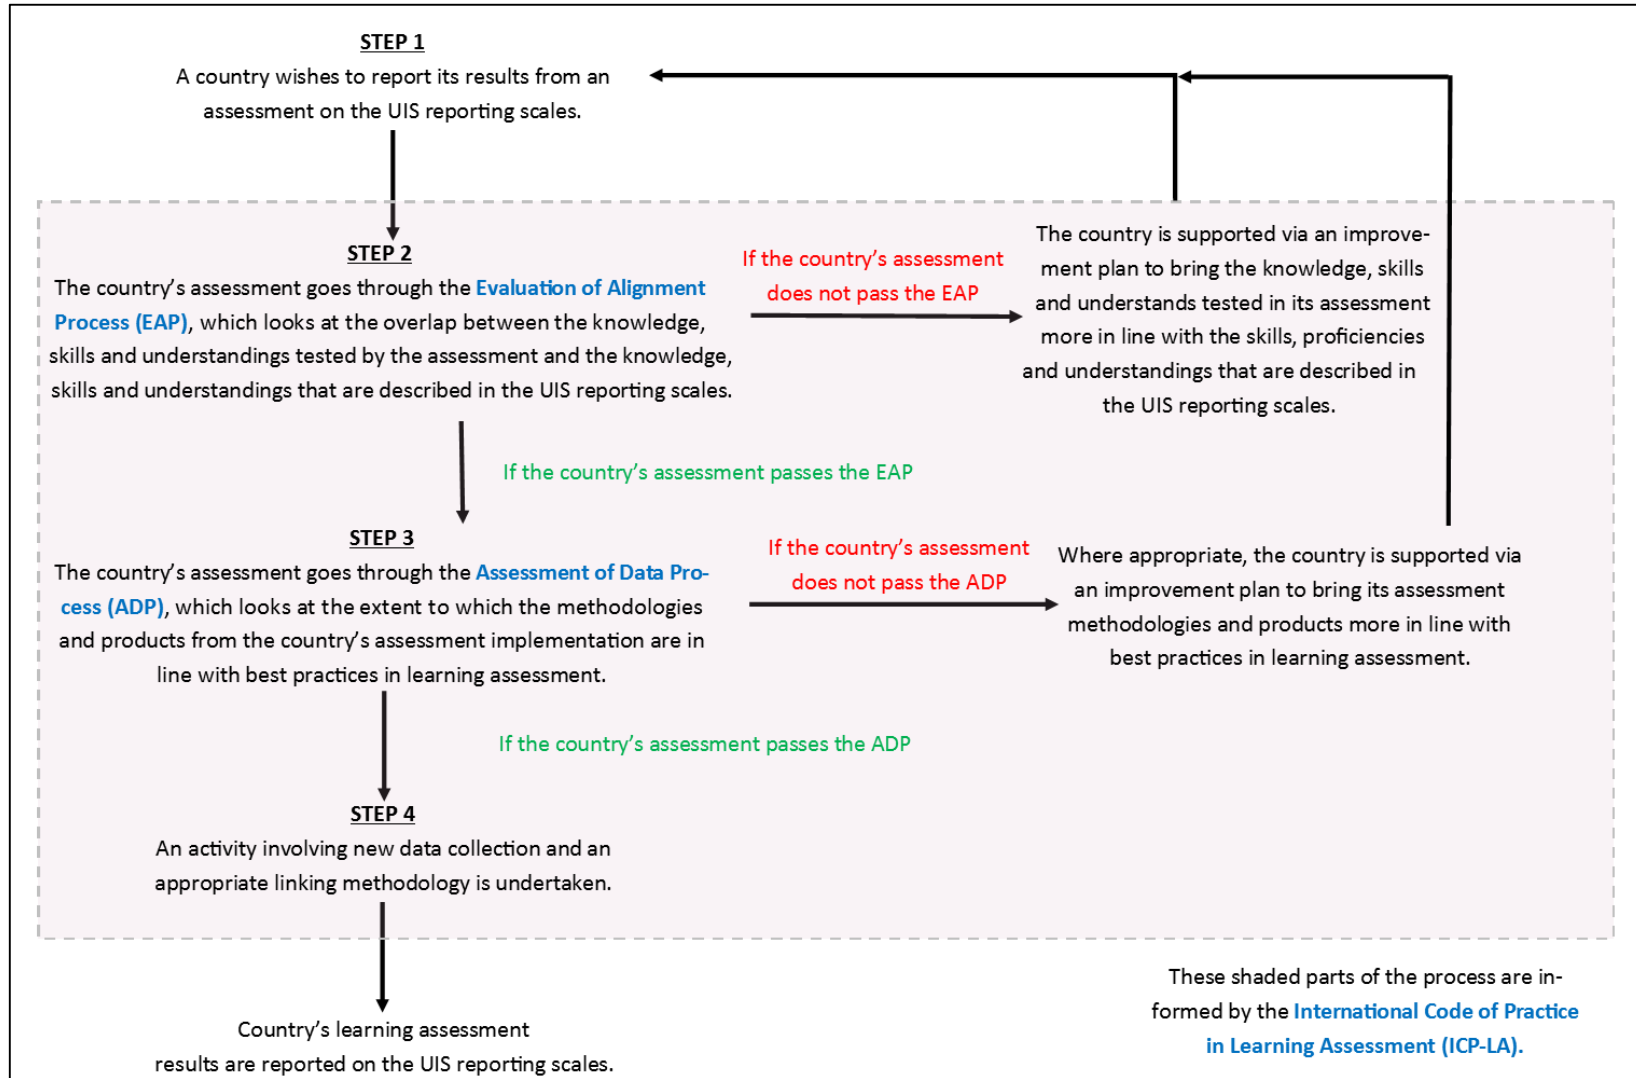 STEP 1
A country wishes to report its results from an
assessment on the UIS reporting scales.
STEP 2
The country’s assessment goes through the Evaluation of Alignment
Process (EAP), which looks at the overlap between the knowledge,
skills and understandings tested by the assessment and the knowledge,
skills and understandings that are described in the UIS reporting scales.
If the country’s assessment
does not pass the EAP
The country is supported via an improve-
ment plan to bring the knowledge, skills
and understands tested in its assessment
more in line with the skills, proficiencies
and understandings that are described in
the UIS reporting scales.
If the country’s assessment passes the EAP
STEP 3
The country’s assessment goes through the Assessment of Data Pro-
cess (ADP), which looks at the extent to which the methodologies
and products from the country’s assessment implementation are in
line with best practices in learning assessment.
If the country’s assessment
does not pass the ADP
Where appropriate, the country is supported via
an improvement plan to bring its assessment
methodologies and products more in line with
best practices in learning assessment.
If the country’s assessment passes the ADP
STEP 4
An activity involving new data collection and an
appropriate linking methodology is undertaken.
Country’s learning assessment
results are reported on the UIS reporting scales.
These shaded parts of the process are in-
formed by the International Code of Practice
in Learning Assessment (ICP-LA).